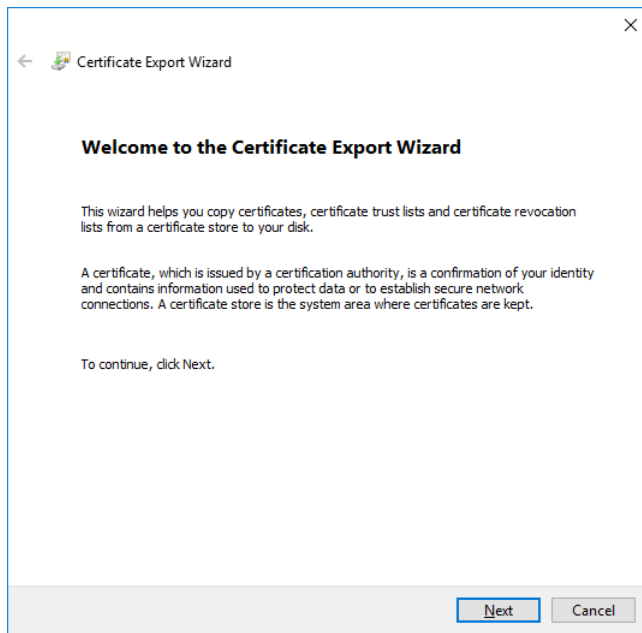 Certificate Export Wizard
Welcome to the Certificate Export Wizard
This wizard helps you copy certificates, certificate trust lists and certificate revocation
lists from a certificate store to your disk.
A certificate, which is issued by a certification authority, is a confirmation of your identity
and contains information used to protect data or to establish secure network
connections. A certificate store is the system area where certificates are kept.
To continue, click Next.
Next
Cancel